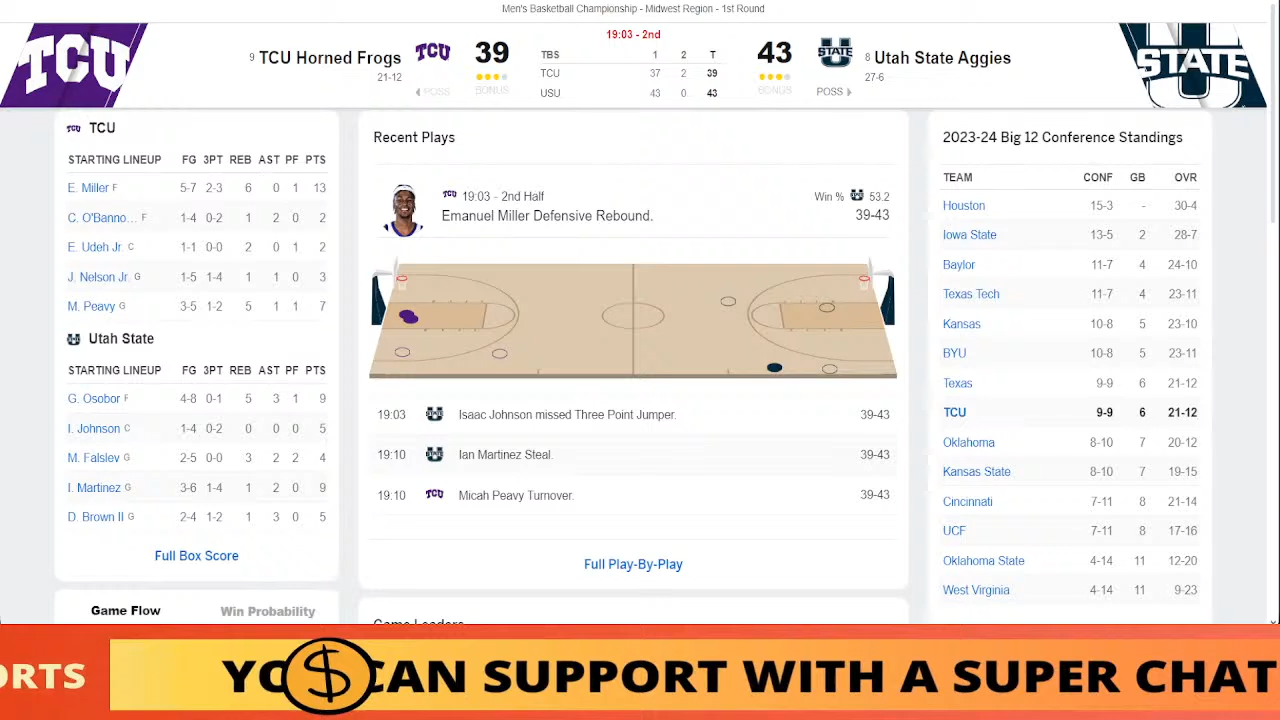 Men's Basketball Championship - Midwest Region - 1st Round
TCU
9 TCU Horned Frogs
21-12
TCU
39
BONUS
POSS
19:03 - 2nd
TBS 1 2 T
TCU 37 2 39
USU 43 0 43
43
BONUS
STATE
8 Utah State Aggies
27-6
POSS
STATE
TCU TCU
STARTING LINEUP FG 3PT REB AST PF PTS
E. Miller F 5-7 2-3 6 0 1 13
C. O'Banno... F 1-4 0-2 1 2 0 2
E. Udeh Jr. C 1-1 0-0 2 0 1 2
J. Nelson Jr. G 1-5 1-4 1 1 0 3
M. Peavy G 3-5 1-2 5 1 1 7
Utah State
STARTING LINEUP FG 3PT REB AST PF PTS
G. Osobor F 4-8 0-1 5 3 1 9
I. Johnson C 1-4 0-2 0 0 0 5
M. Falslev G 2-5 0-0 3 2 2 4
I. Martinez G 3-6 1-4 1 2 0 9
D. Brown II G 2-4 1-2 1 3 0 5
Full Box Score
Game Flow Win Probability
Recent Plays
TCU 19:03 - 2nd Half
Emanuel Miller Defensive Rebound.
Win % 53.2
39-43
19:03 Isaac Johnson missed Three Point Jumper. 39-43
19:10 Ian Martinez Steal. 39-43
19:10 TCU Micah Peavy Turnover. 39-43
Full Play-By-Play
Game Leaders
2023-24 Big 12 Conference Standings
TEAM CONF GB OVR
Houston 15-3 - 30-4
Iowa State 13-5 2 28-7
Baylor 11-7 4 24-10
Texas Tech 11-7 4 23-11
Kansas 10-8 5 23-10
BYU 10-8 5 23-11
Texas 9-9 6 21-12
TCU 9-9 6 21-12
Oklahoma 8-10 7 20-12
Kansas State 8-10 7 19-15
Cincinnati 7-11 8 21-14
UCF 7-11 8 17-16
Oklahoma State 4-14 11 12-20
West Virginia 4-14 11 9-23
ORTS
YO $ CAN SUPPORT WITH A SUPER CHAT